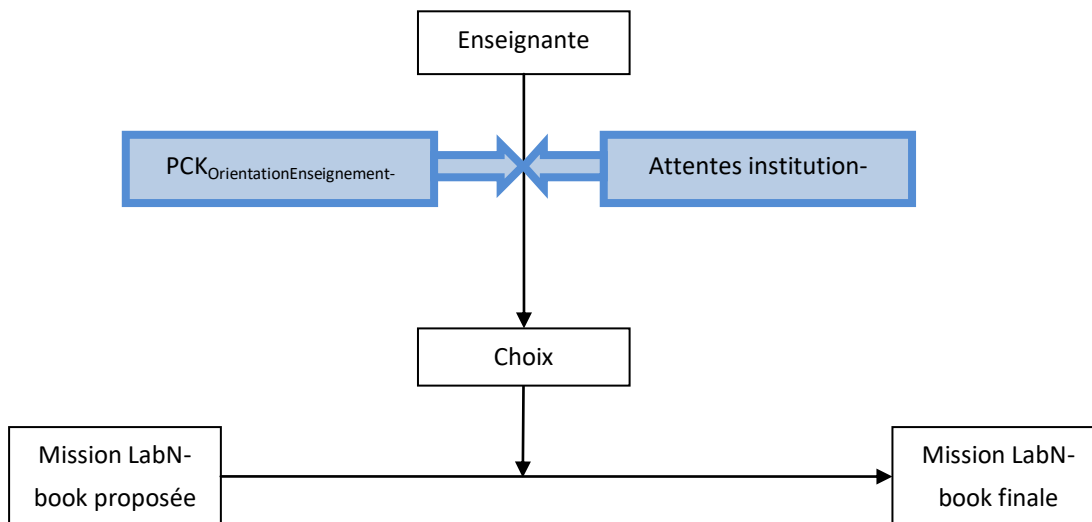 Enseignante
PCKOrientationEnseignement-
Attentes institution-
Choix
Mission LabN-
book proposée
Mission LabN-
book finale